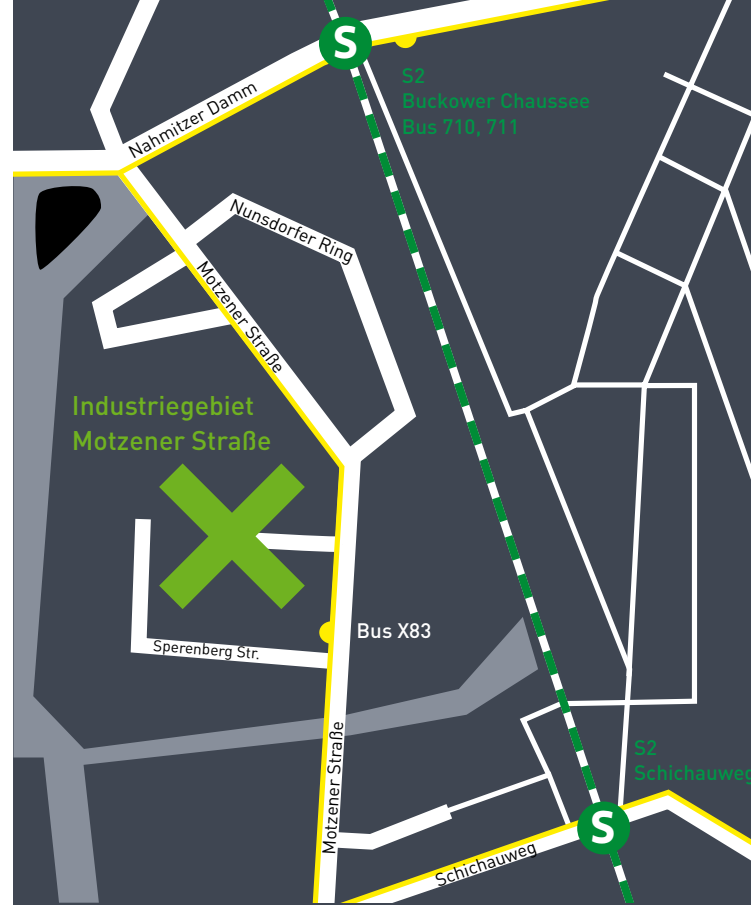 S
S2
Buckower Chaussee
Bus 710, 711
Nahmitzer Damm
Nunsdorfer Ring
Motzener Straße
Industriegebiet
Motzener Straße
Bus X83
Sperenberg Str.
Motzener Straße
S2
Schichauweg
S
Schichauweg